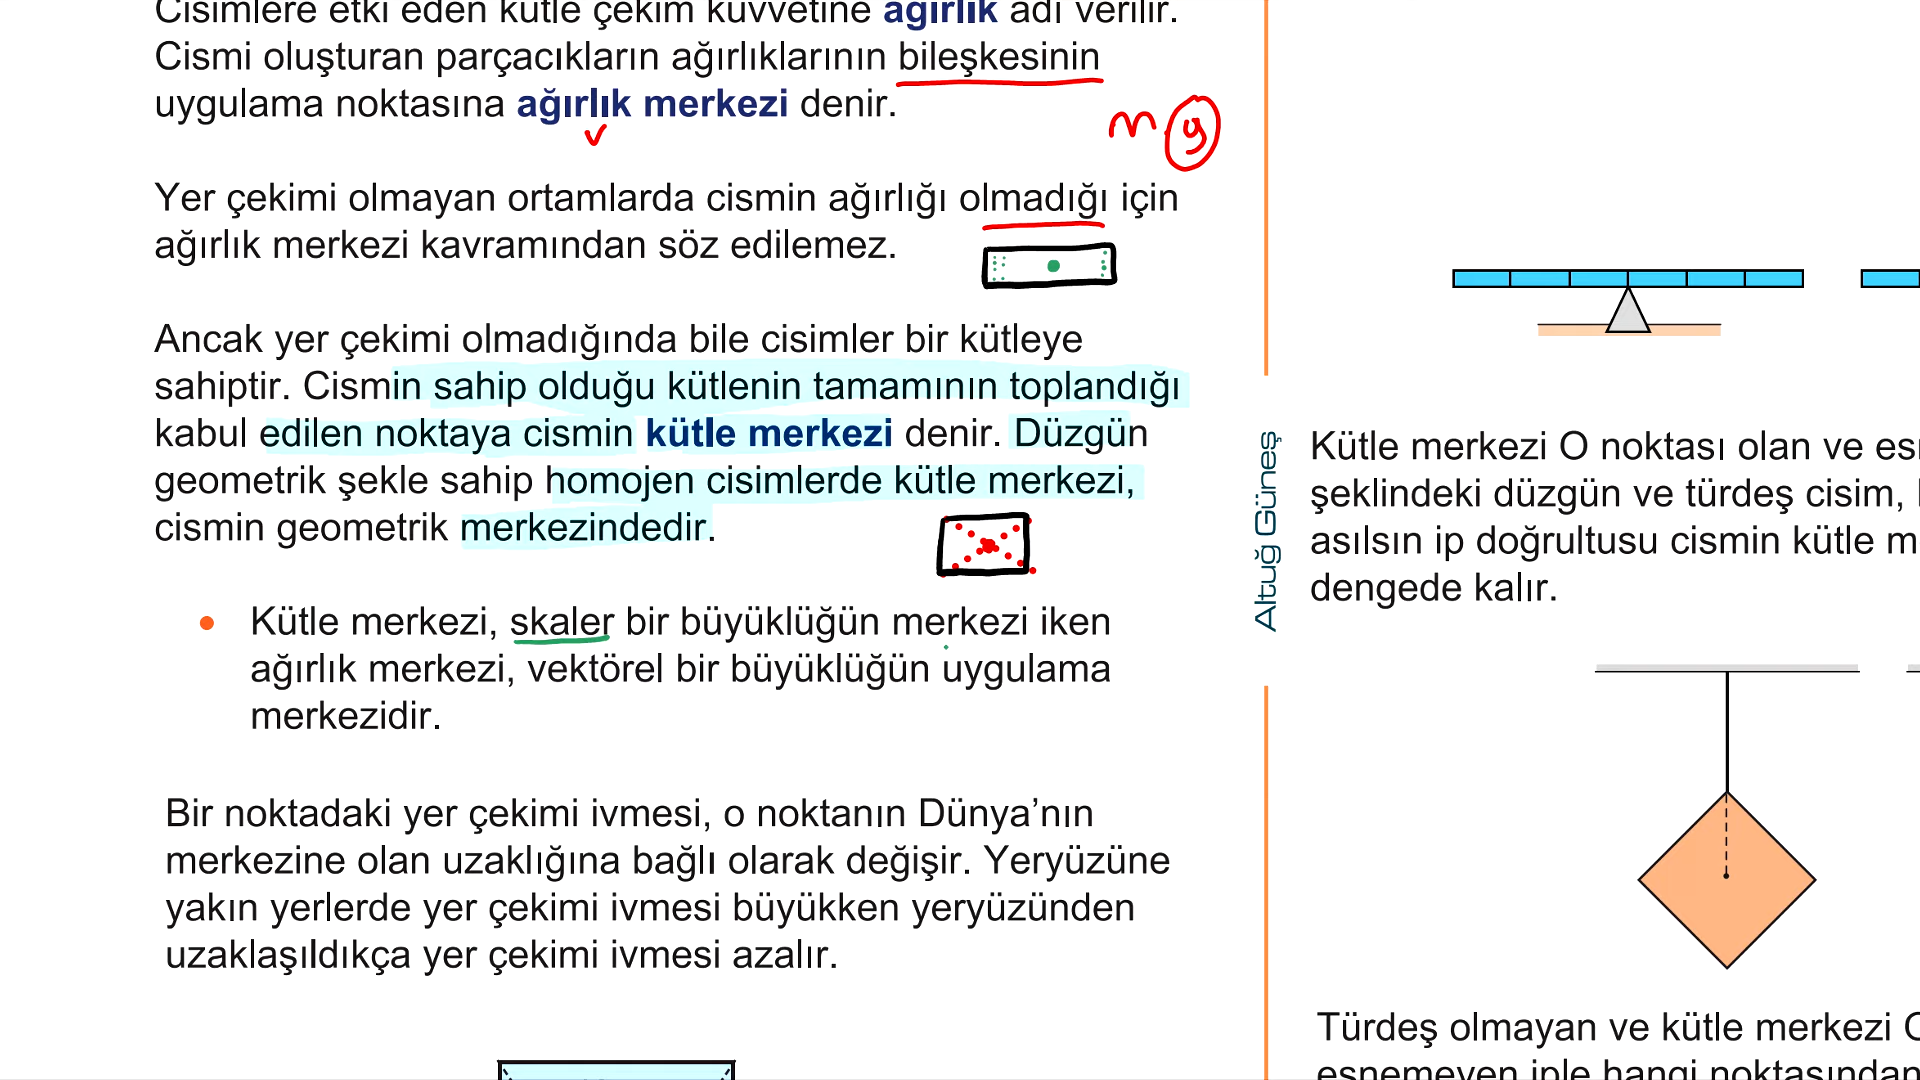 Cisimlere etki eden kütle çekim kuvvetine ağırlık adı verilir.
Cismi oluşturan parçacıkların ağırlıklarının bileşkesinin
uygulama noktasına ağırlık merkezi denir.
m g
Yer çekimi olmayan ortamlarda cismin ağırlığı olmadığı için
ağırlık merkezi kavramından söz edilemez.
Ancak yer çekimi olmadığında bile cisimler bir kütleye
sahiptir. Cismin sahip olduğu kütlenin tamamının toplandığı
kabul edilen noktaya cismin kütle merkezi denir. Düzgün
geometrik şekle sahip homojen cisimlerde kütle merkezi,
cismin geometrik merkezindedir.
• Kütle merkezi, skaler bir büyüklüğün merkezi iken
ağırlık merkezi, vektörel bir büyüklüğün uygulama
merkezidir.
Bir noktadaki yer çekimi ivmesi, o noktanın Dünya’nın
merkezine olan uzaklığına bağlı olarak değişir. Yeryüzüne
yakın yerlerde yer çekimi ivmesi büyükken yeryüzünden
uzaklaşıldıkça yer çekimi ivmesi azalır.
Altuğ Güneş
Kütle merkezi O noktası olan ve
şeklindeki düzgün ve türdeş cisim,
asılsın ip doğrultusu cismin kütle
dengede kalır.
Türdeş olmayan ve kütle merkezi
esnemeyen iple hangi noktasından